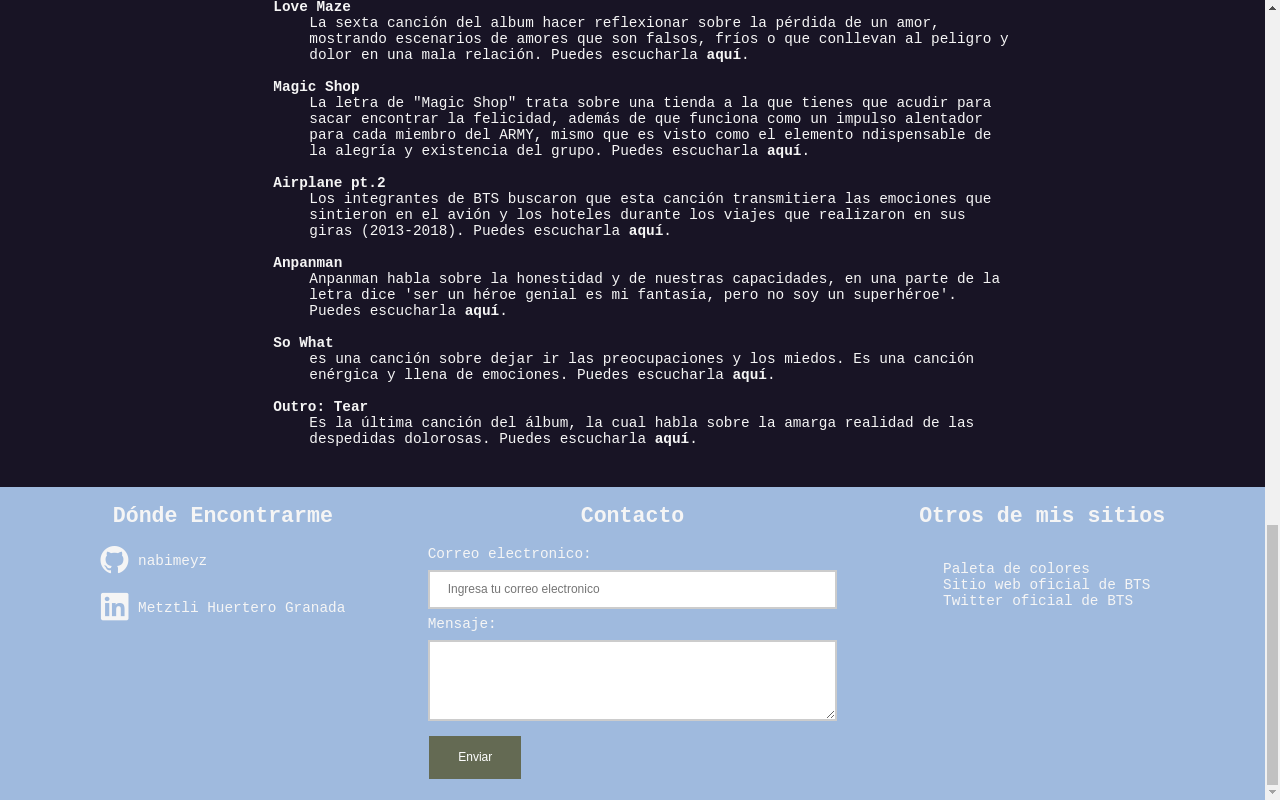 Love Maze
La sexta canción del album hacer reflexionar sobre la pérdida de un amor,
mostrando escenarios de amores que son falsos, fríos o que conllevan al peligro y
dolor en una mala relación. Puedes escucharla aquí.
Magic Shop
La letra de "Magic Shop" trata sobre una tienda a la que tienes que acudir para
sacar encontrar la felicidad, además de que funciona como un impulso alentador
para cada miembro del ARMY, mismo que es visto como el elemento ndispensable de
la alegría y existencia del grupo. Puedes escucharla aquí.
Airplane pt.2
Los integrantes de BTS buscaron que esta canción transmitiera las emociones que
sintieron en el avión y los hoteles durante los viajes que realizaron en sus
giras (2013-2018). Puedes escucharla aquí.
Anpanman
Anpanman habla sobre la honestidad y de nuestras capacidades, en una parte de la
letra dice 'ser un héroe genial es mi fantasía, pero no soy un superhéroe'.
Puedes escucharla aquí.
So What
es una canción sobre dejar ir las preocupaciones y los miedos. Es una canción
enérgica y llena de emociones. Puedes escucharla aquí.
Outro: Tear
Es la última canción del álbum, la cual habla sobre la amarga realidad de las
despedidas dolorosas. Puedes escucharla aquí.
Dónde Encontrarme
nabimeyz
Metztli Huertero Granada
Contacto
Correo electronico:
Ingresa tu correo electronico
Mensaje:
Enviar
Otros de mis sitios
Paleta de colores
Sitio web oficial de BTS
Twitter oficial de BTS